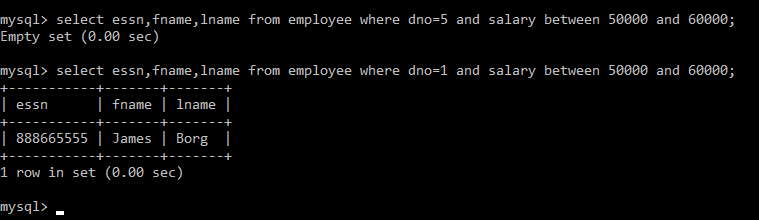 mysql> select essn,fname,lname from employee where dno=5 and salary between 50000 and 60000;
Empty set (0.00 sec)
mysql> select essn,fname,lname from employee where dno=1 and salary between 50000 and 60000;
+-----------+-------+-------+
| essn      | fname | lname |
+-----------+-------+-------+
| 888665555 | James | Borg  |
+-----------+-------+-------+
1 row in set (0.00 sec)
mysql>